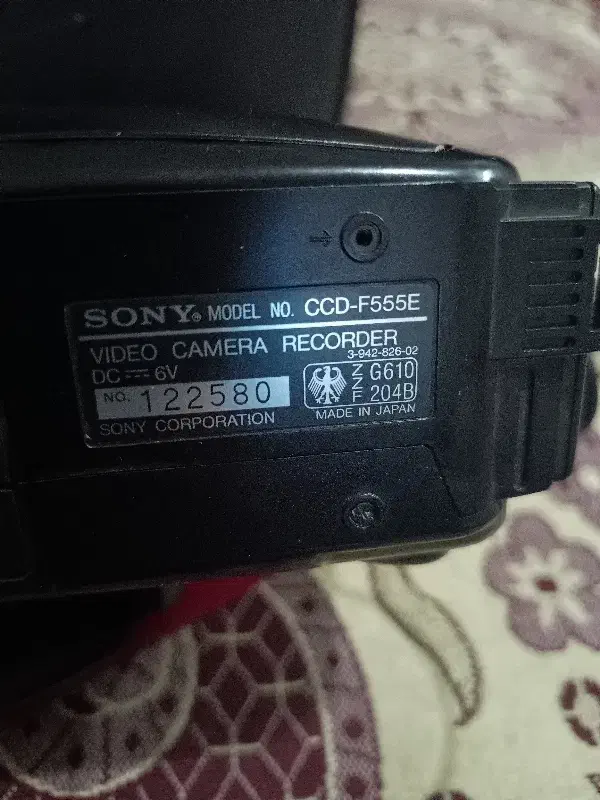 SONY® MODEL NO. CCD-F555E
VIDEO CAMERA RECORDER
3-942-826-02
DC ⎓ 6V
NO. 122580
ZZF G610
204B
SONY CORPORATION
MADE IN JAPAN